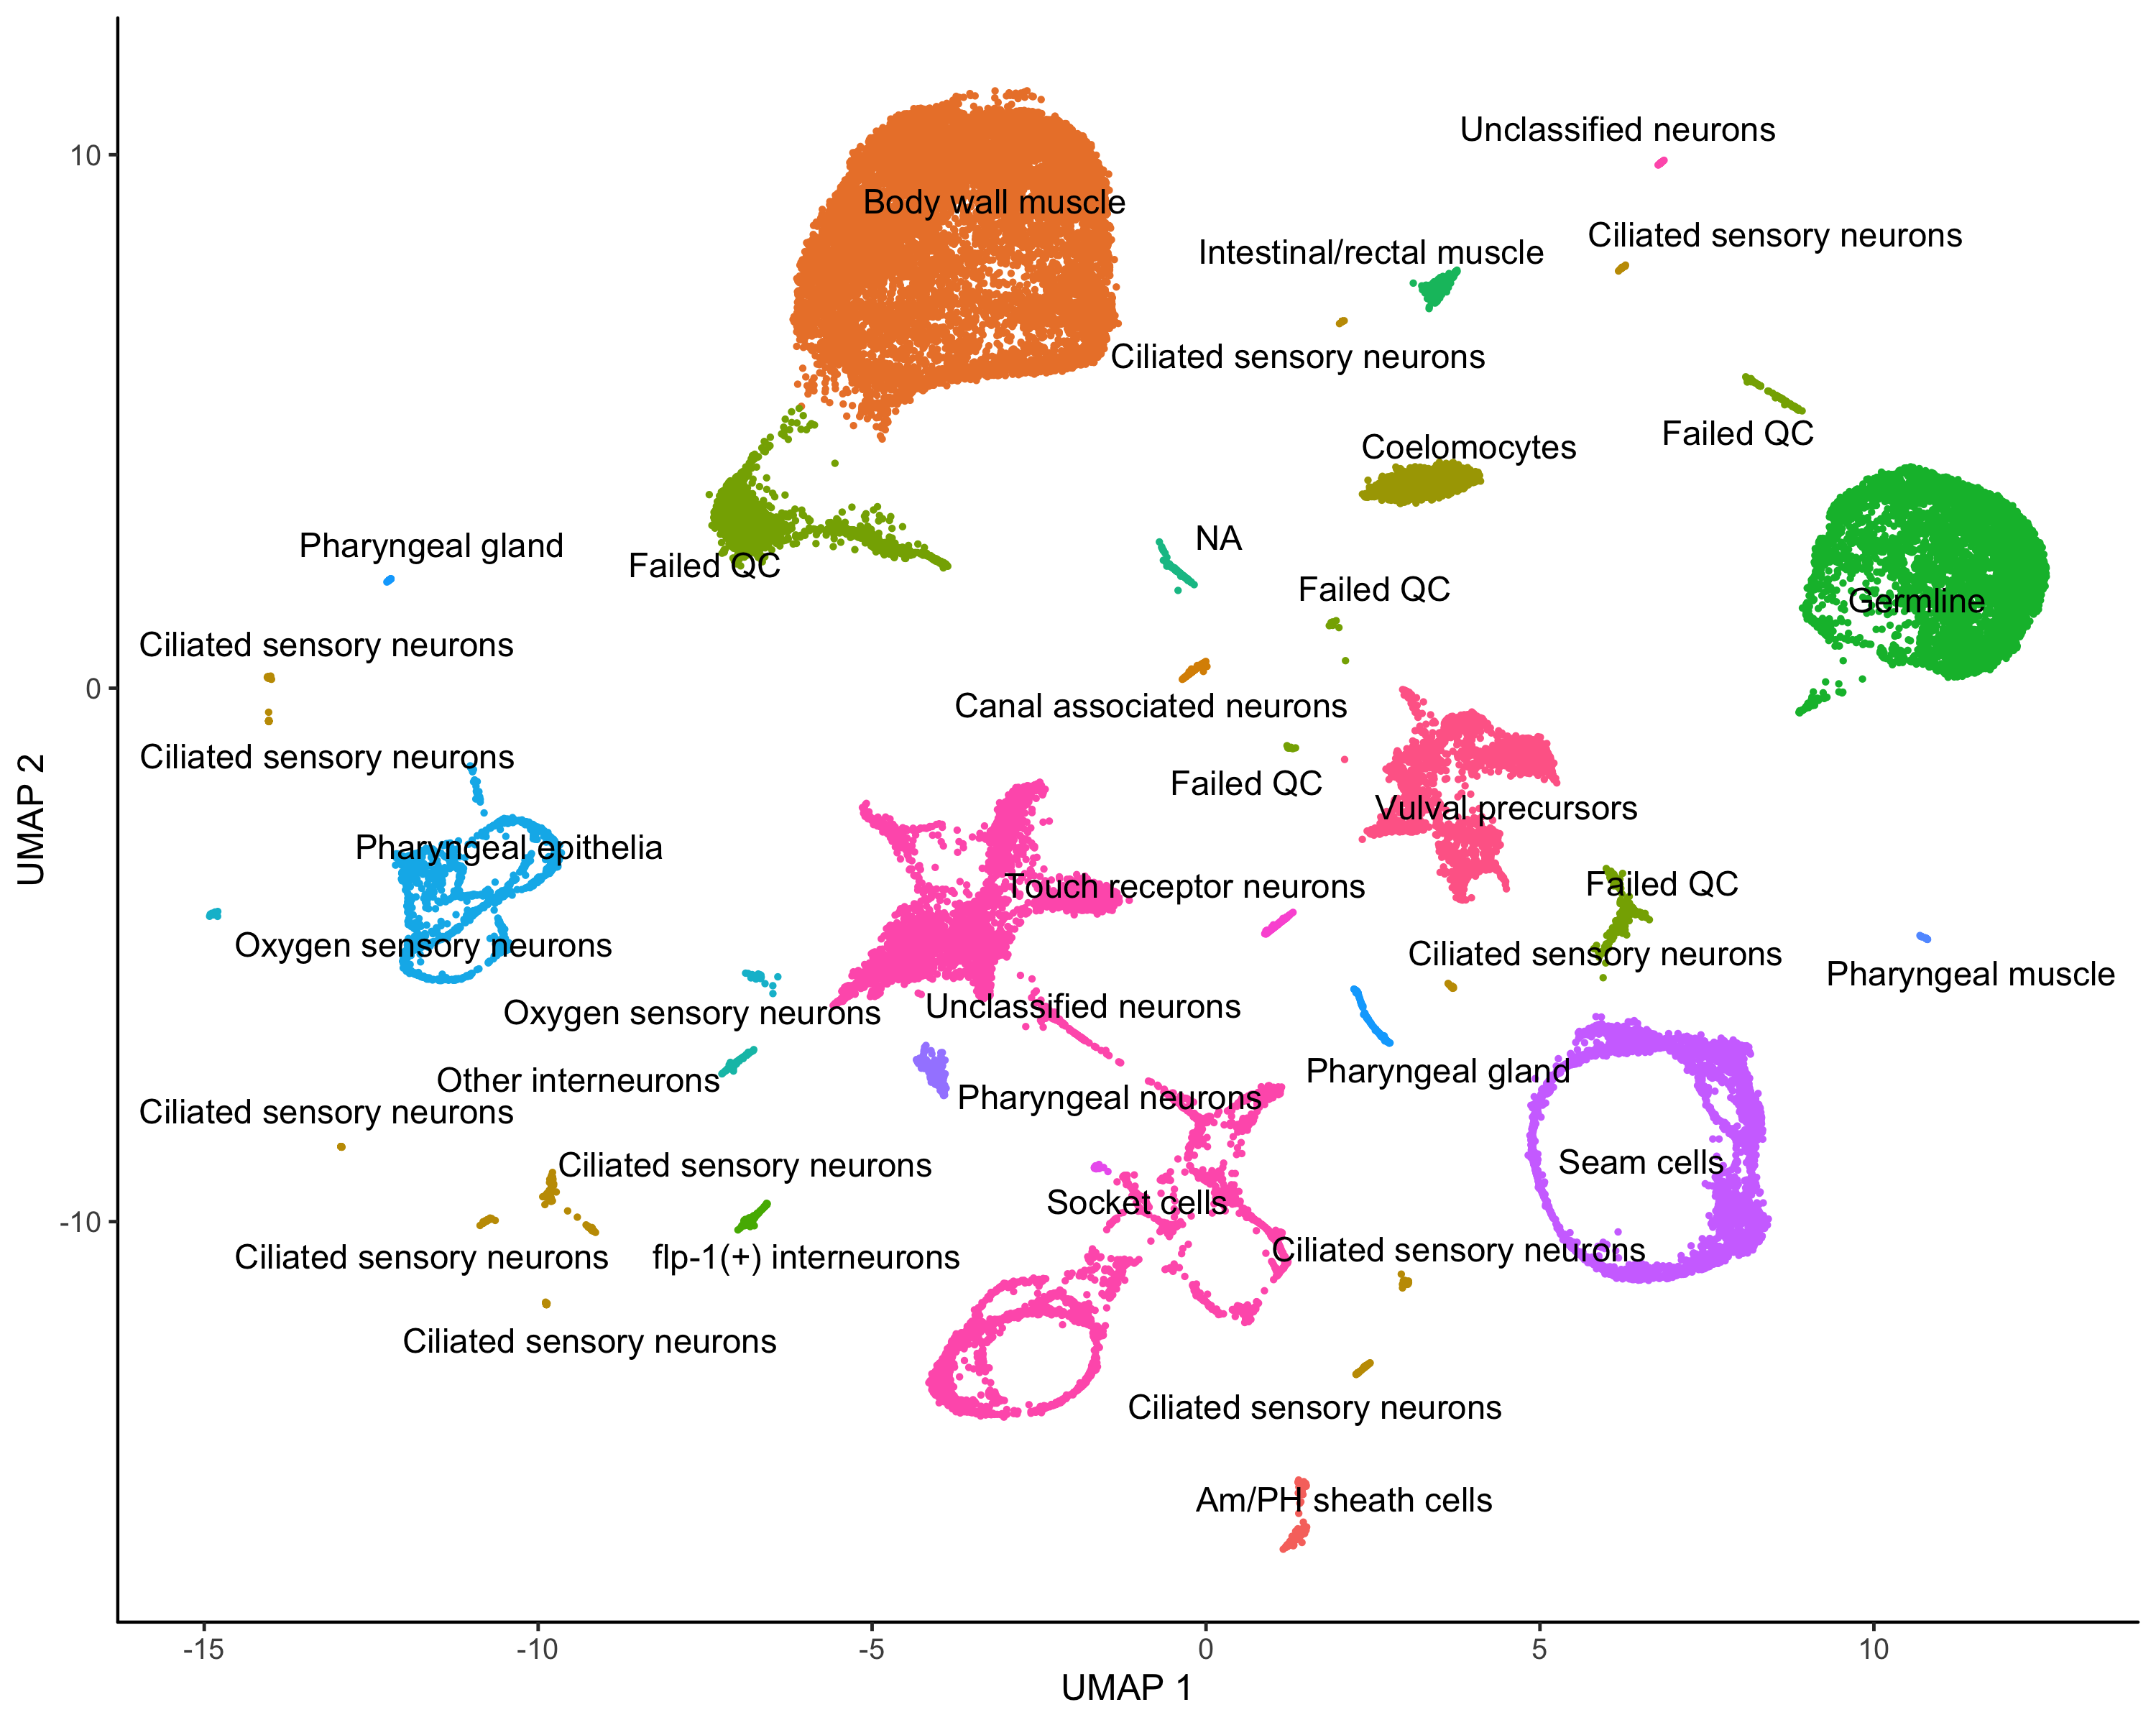 Unclassified neurons
10
Body wall muscle
Ciliated sensory neurons
Intestinal/rectal muscle
Ciliated sensory neurons
Failed QC
Coelomocytes
NA
Pharyngeal gland
Failed QC
Failed QC
Germline
Ciliated sensory neurons
0
Canal associated neurons
Ciliated sensory neurons
Failed QC
Vulval precursors
UMAP 2
Pharyngeal epithelia
Touch receptor neurons
Failed QC
Oxygen sensory neurons
Ciliated sensory neurons
Pharyngeal muscle
Oxygen sensory neurons
Unclassified neurons
Other interneurons
Pharyngeal gland
Pharyngeal neurons
Ciliated sensory neurons
Ciliated sensory neurons
Seam cells
Socket cells
-10
Ciliated sensory neurons
flp-1(+) interneurons
Ciliated sensory neurons
Ciliated sensory neurons
Ciliated sensory neurons
Am/PH sheath cells
-15
-10
-5
0
5
10
UMAP 1